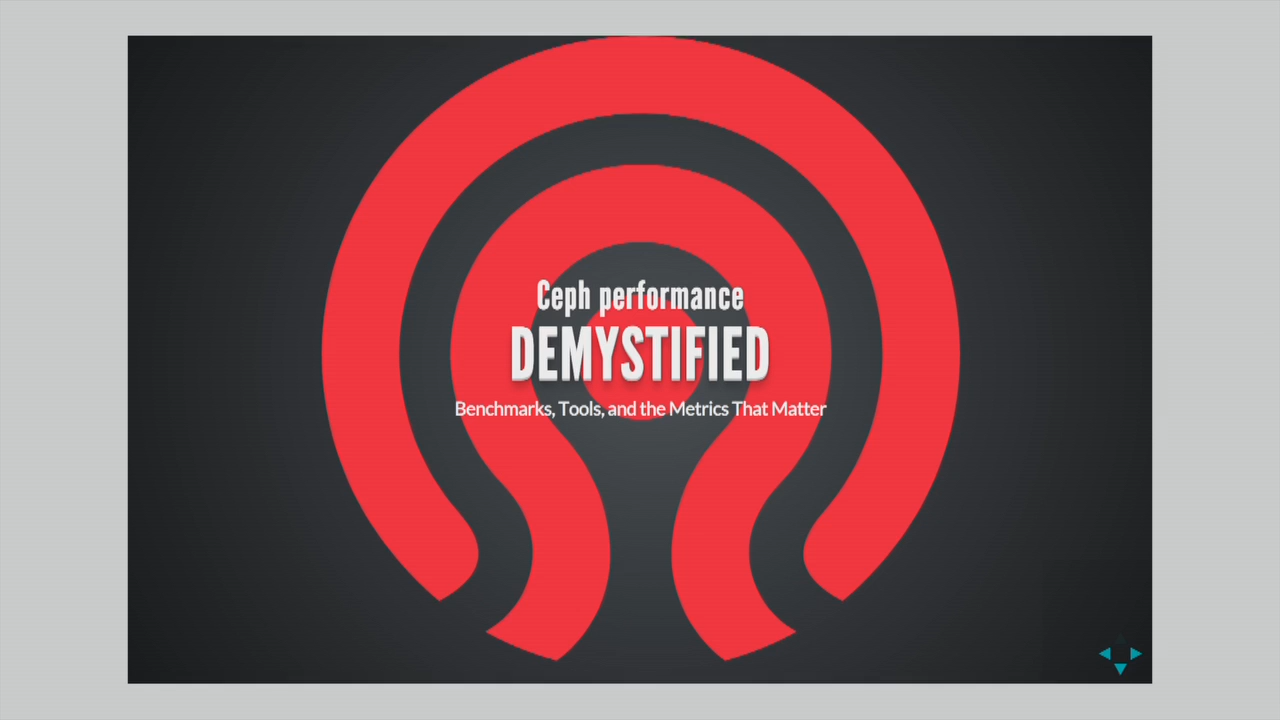 Ceph performance
DEMYSTIFIED
Benchmarks, Tools, and the Metrics That Matter